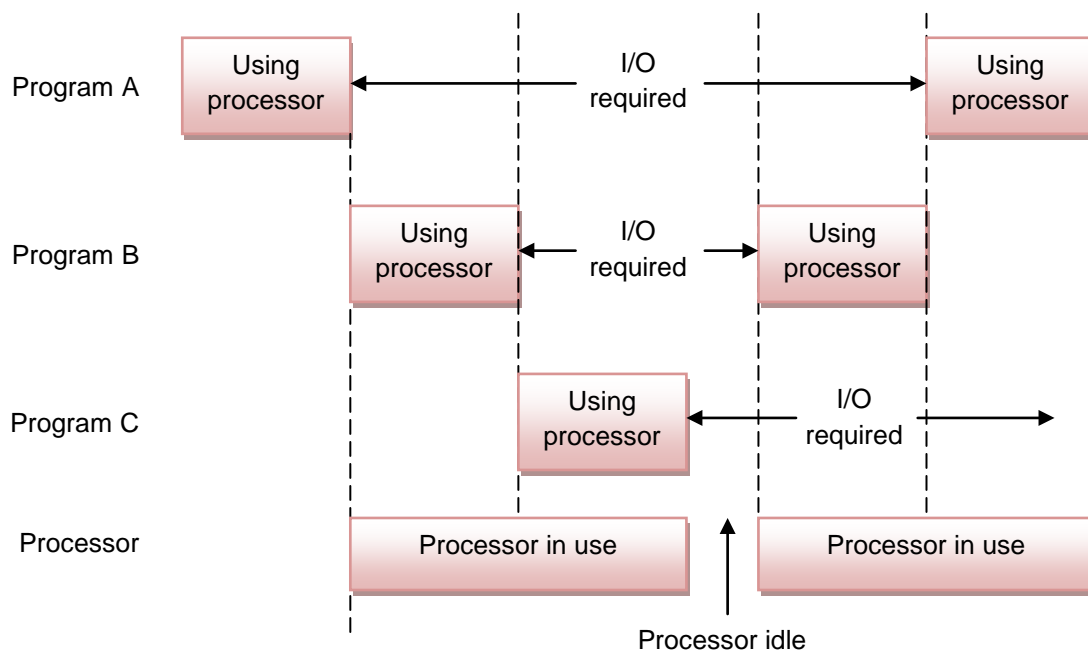 Program A
Using
processor
I/O
required
Using
processor
Program B
Using
processor
I/O
required
Using
processor
Program C
Using
processor
I/O
required
Processor
Processor in use
Processor in use
Processor idle